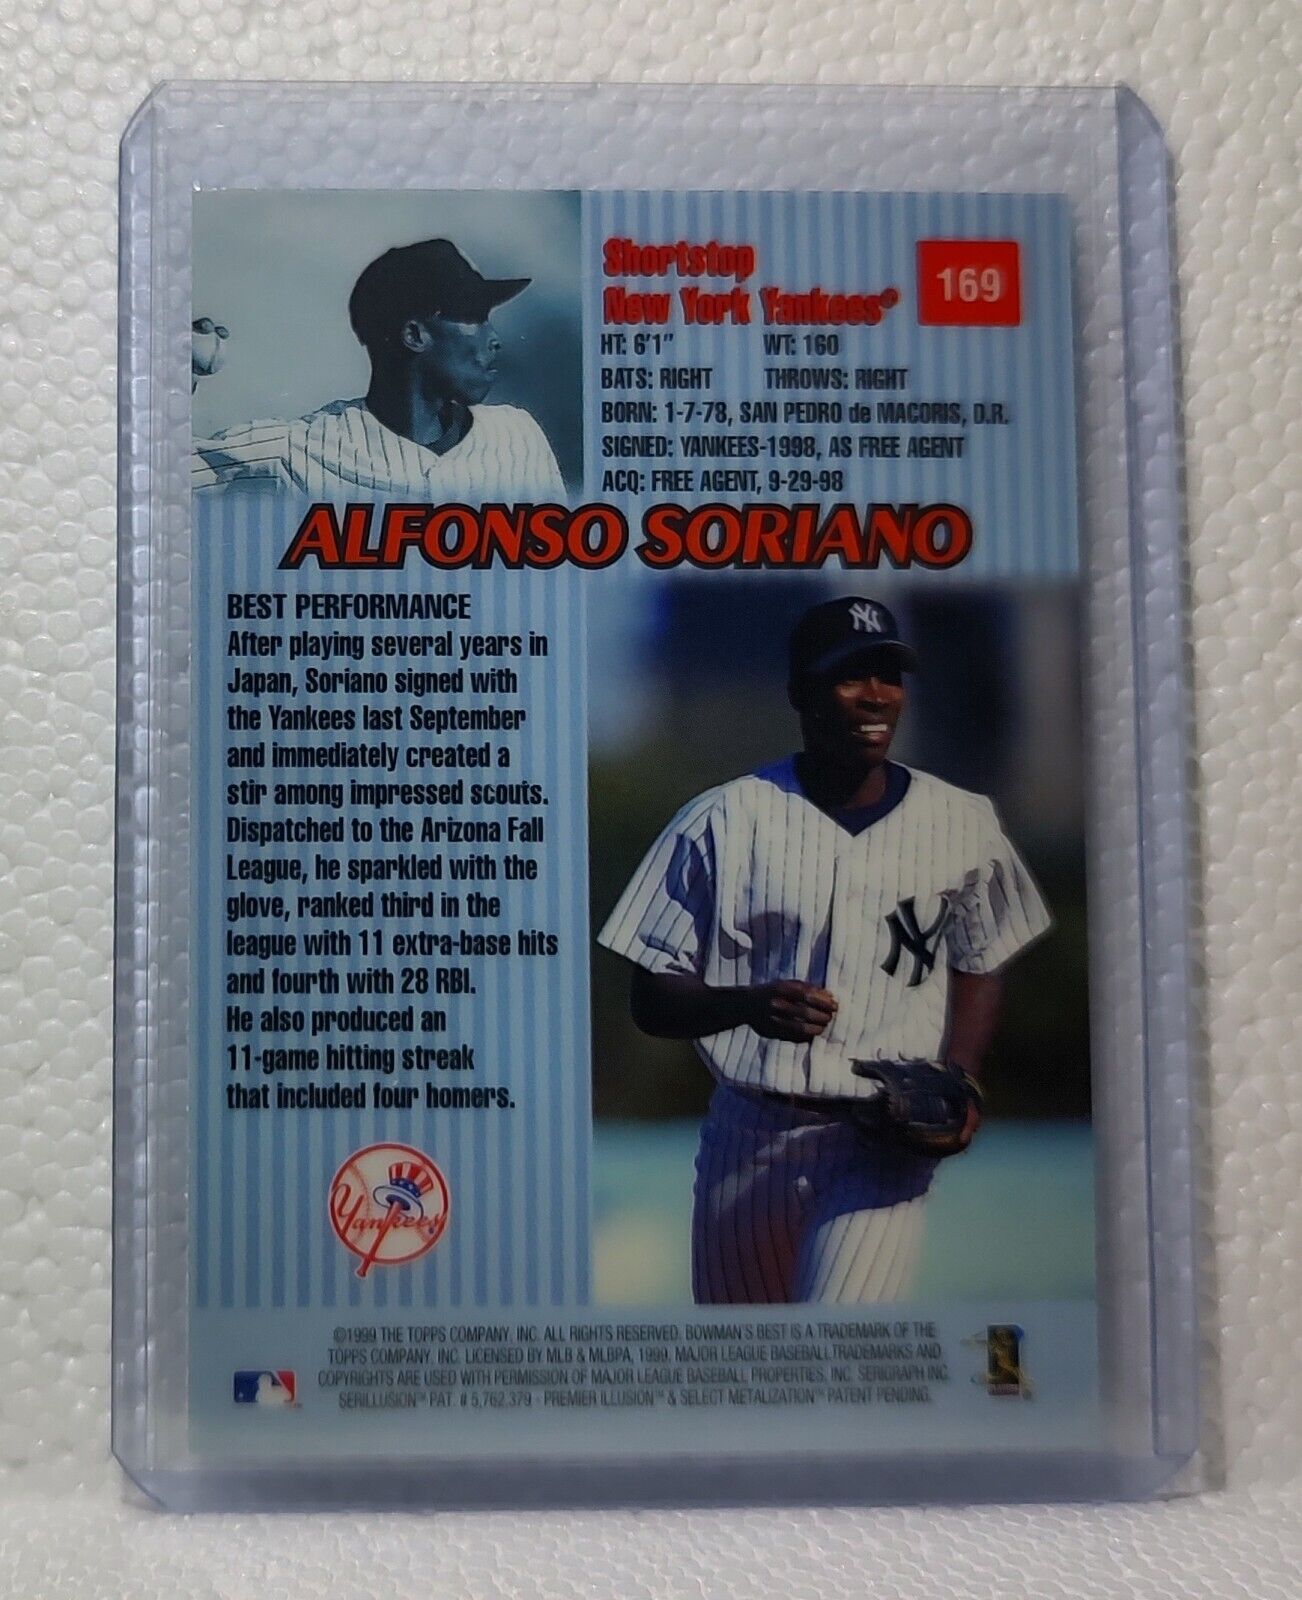 Shortstop
New York Yankees®
169
HT: 6'1" WT: 160
BATS: RIGHT THROWS: RIGHT
BORN: 1-7-78, SAN PEDRO de MACORIS, D.R.
SIGNED: YANKEES-1998, AS FREE AGENT
ACQ: FREE AGENT, 9-29-98
ALFONSO SORIANO
BEST PERFORMANCE
After playing several years in
Japan, Soriano signed with
the Yankees last September
and immediately created a
stir among impressed scouts.
Dispatched to the Arizona Fall
League, he sparkled with the
glove, ranked third in the
league with 11 extra-base hits
and fourth with 28 RBI.
He also produced an
11-game hitting streak
that included four homers.
NY
NY
Yankees
©1999 THE TOPPS COMPANY, INC. ALL RIGHTS RESERVED. BOWMAN'S BEST IS A TRADEMARK OF THE
TOPPS COMPANY, INC. LICENSED BY MLB & MLBPA, 1999. MAJOR LEAGUE BASEBALL TRADEMARKS AND
COPYRIGHTS ARE USED WITH PERMISSION OF MAJOR LEAGUE BASEBALL PROPERTIES, INC. SERIGRAPH INC.
SERILLUSION™ PAT. # 5,762,379 - PREMIER ILLUSION™ & SELECT METALIZATION™ PATENT PENDING.